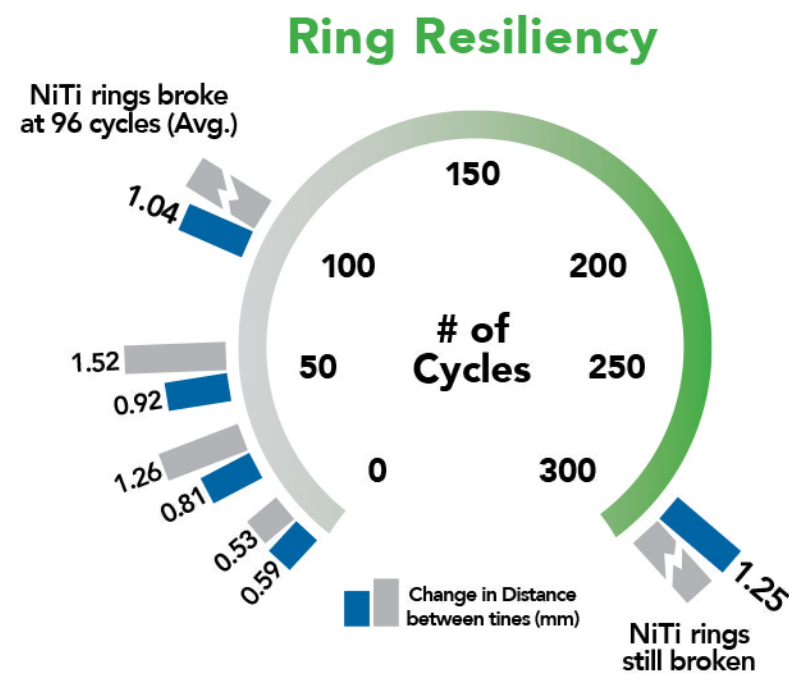 Ring Resiliency
NiTi rings broke
at 96 cycles (Avg.)
1.04
1.52
0.92
1.26
0.81
0.53
0.59
0
50
100
150
200
250
300
# of
Cycles
1.25
NiTi rings
still broken
Change in Distance
between tines (mm)